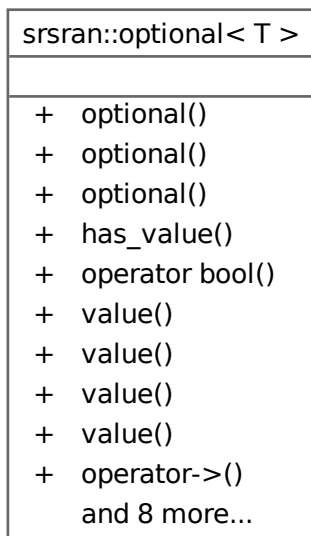 srsran::optional< T >
+ optional()
+ optional()
+ optional()
+ has_value()
+ operator bool()
+ value()
+ value()
+ value()
+ value()
+ operator->()
and 8 more...